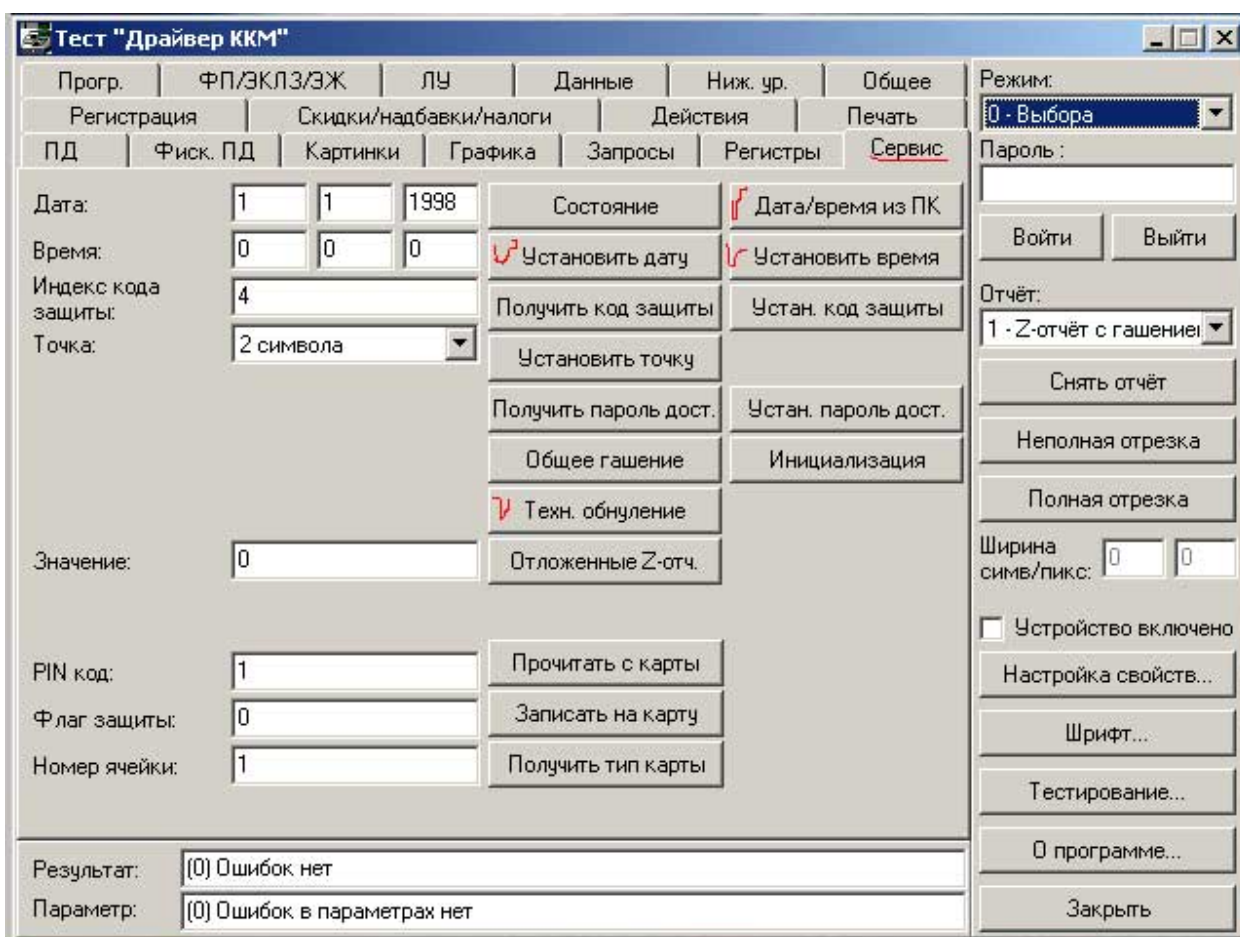 Тест "Драйвер ККМ"
Прогр. ФП/ЭКЛЗ/ЭЖ ЛУ Данные Ниж. ур. Общее
Регистрация Скидки/надбавки/налоги Действия Печать
ПД Фиск. ПД Картинки Графика Запросы Регистры Сервис
Дата: 1 1 1998 Состояние Дата/время из ПК
Время: 0 0 0 Установить дату Установить время
Индекс кода защиты: 4 Получить код защиты Устан. код защиты
Точка: 2 символа Установить точку
Получить пароль дост. Устан. пароль дост.
Общее гашение Инициализация
Техн. обнуление
Значение: 0 Отложенные Z-отч.
PIN код: 1 Прочитать с карты
Флаг защиты: 0 Записать на карту
Номер ячейки: 1 Получить тип карты
Результат: (0) Ошибок нет
Параметр: (0) Ошибок в параметрах нет
Режим:
0 - Выбора
Пароль :
Войти Выйти
Отчёт:
1 - Z-отчёт с гашением
Снять отчёт
Неполная отрезка
Полная отрезка
Ширина симв/пикс: 0 0
Устройство включено
Настройка свойств...
Шрифт...
Тестирование...
О программе...
Закрыть